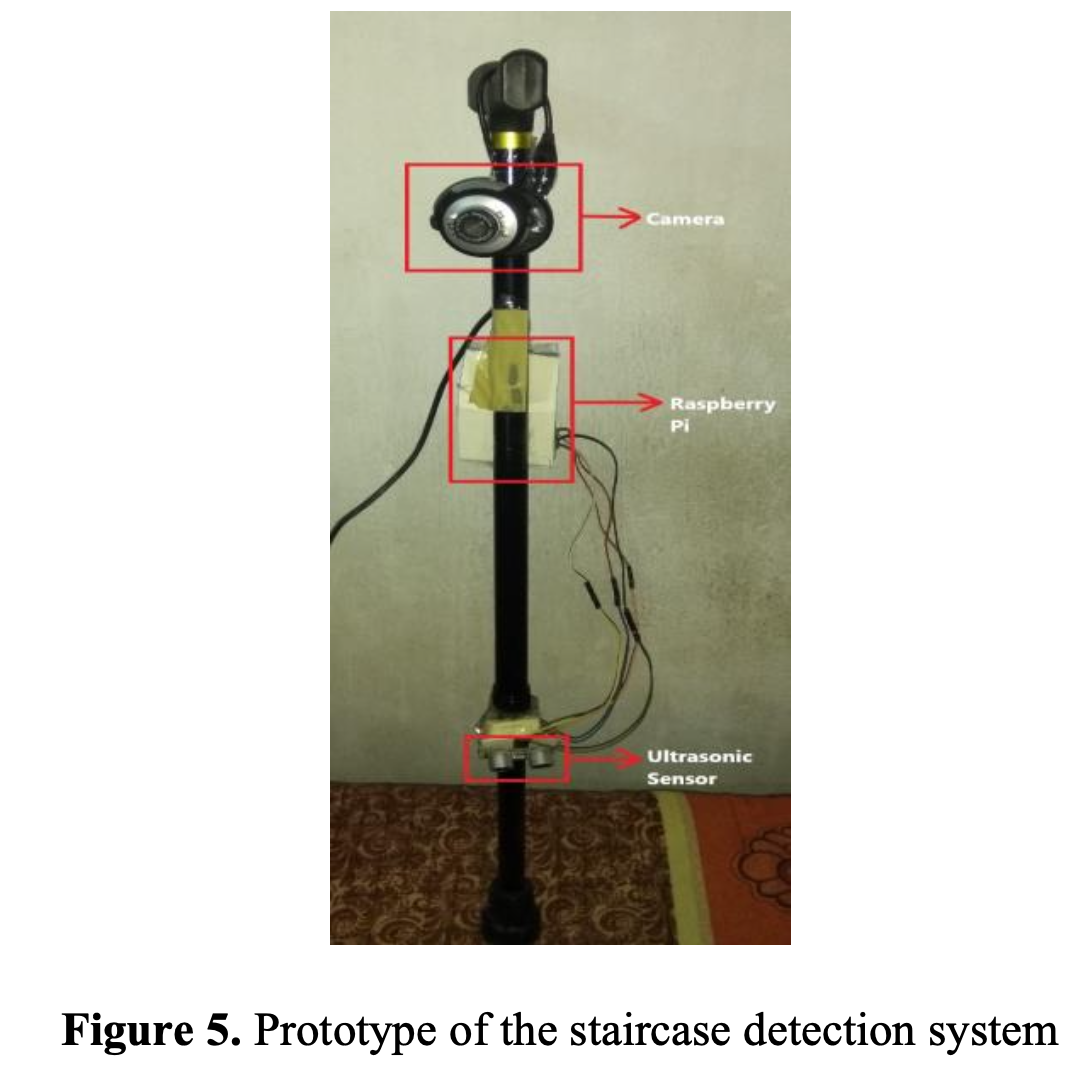 Camera
Raspberry
Pi
Ultrasonic
Sensor
Figure 5. Prototype of the staircase detection system